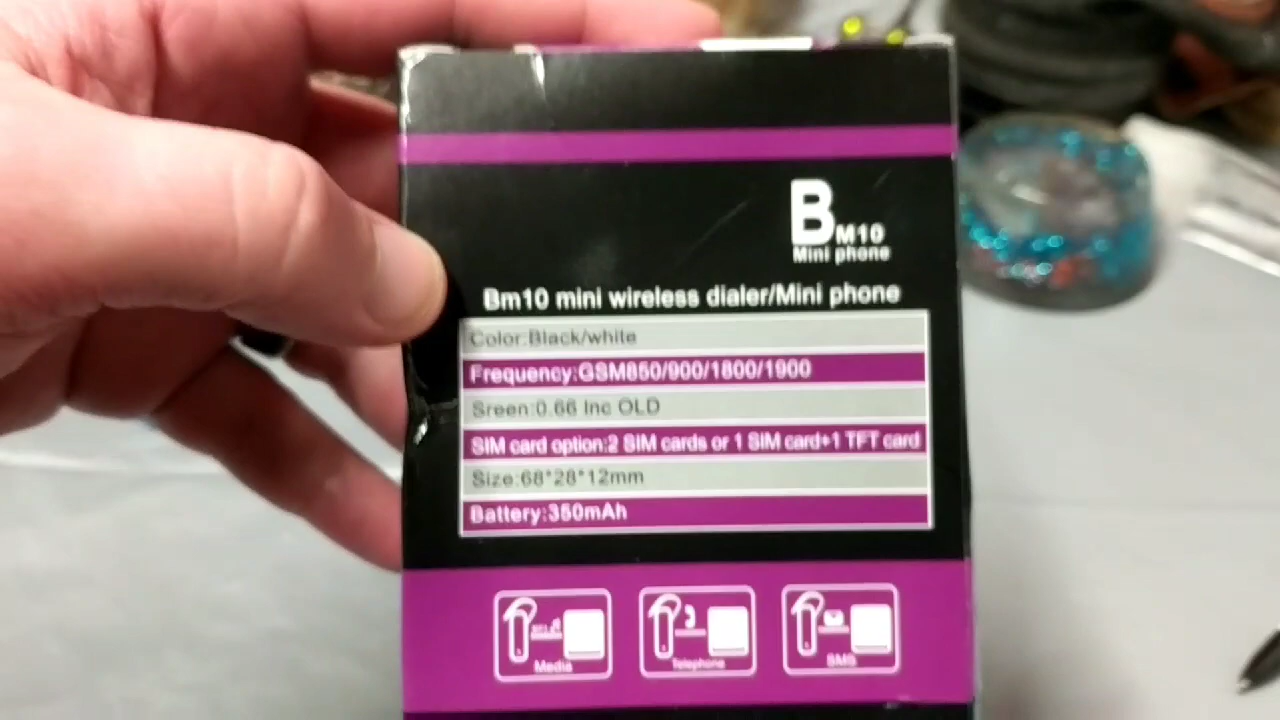 B M10
Mini phone
Bm10 mini wireless dialer/Mini phone
Color:Black/white
Frequency:GSM850/900/1800/1900
Sreen:0.66 Inc OLD
SIM card option:2 SIM cards or 1 SIM card+1 TFT card
Size:68*28*12mm
Battery:350mAh
Media
Telephone
SMS